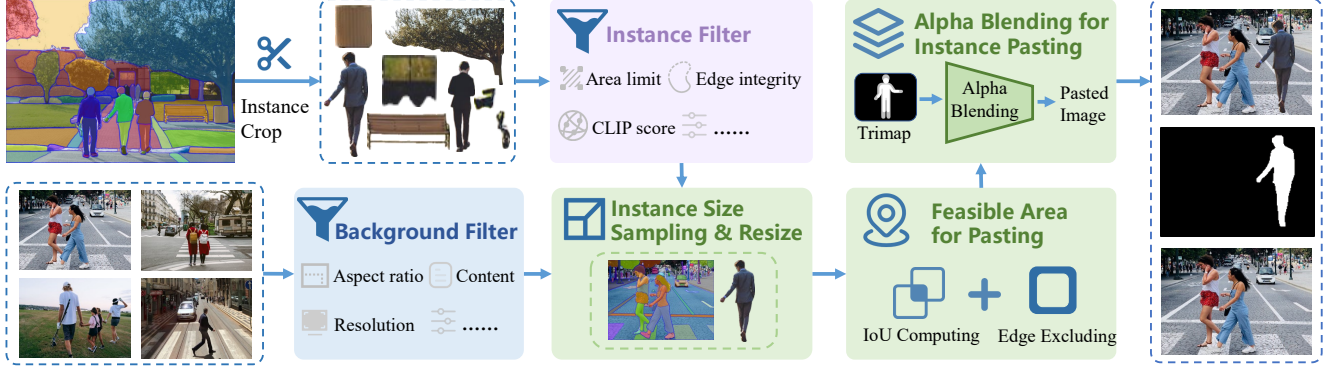 Instance
Crop
Instance Filter
Area limit
Edge integrity
CLIP score
......
Alpha Blending for
Instance Pasting
Trimap
Alpha
Blending
Pasted
Image
Background Filter
Aspect ratio
Content
Resolution
......
Instance Size
Sampling & Resize
Feasible Area
for Pasting
IoU Computing
Edge Excluding